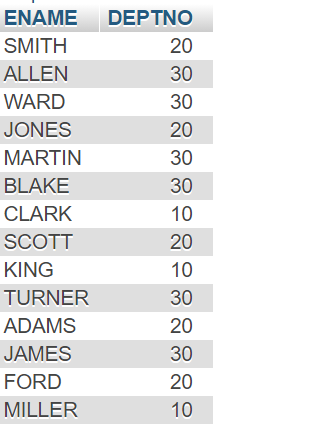 ENAME DEPTNO
SMITH 20
ALLEN 30
WARD 30
JONES 20
MARTIN 30
BLAKE 30
CLARK 10
SCOTT 20
KING 10
TURNER 30
ADAMS 20
JAMES 30
FORD 20
MILLER 10